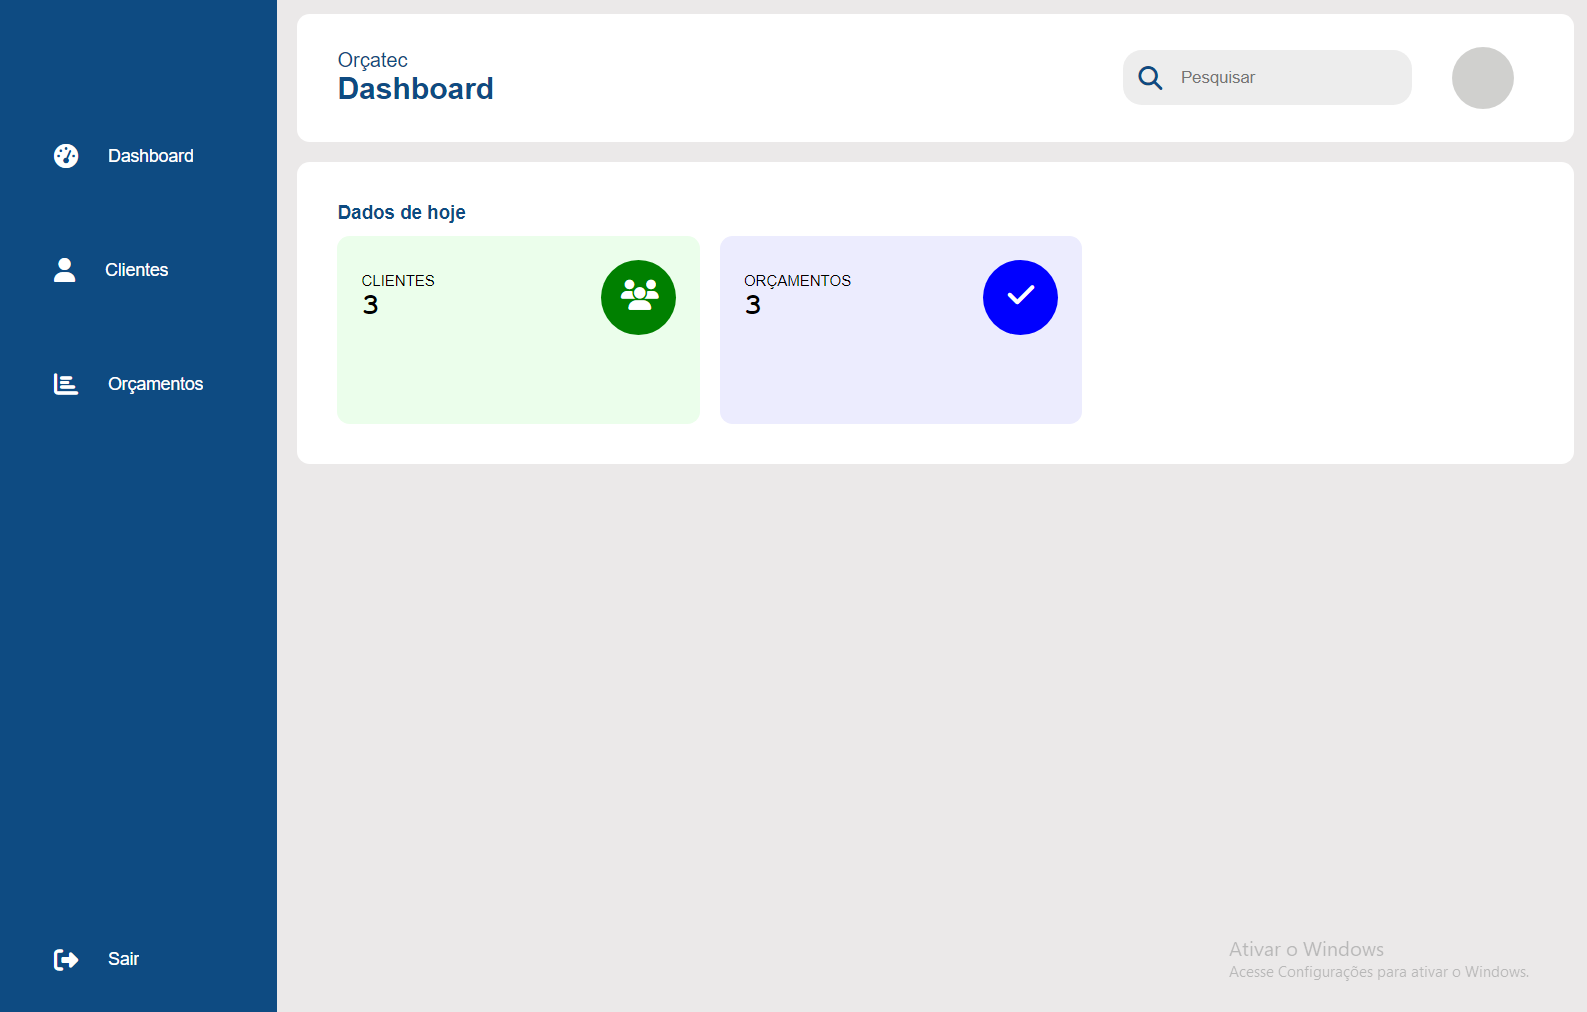 Dashboard
Clientes
Orçamentos
Sair
Orçatec
Dashboard
Pesquisar
Dados de hoje
CLIENTES
3
ORÇAMENTOS
3
Ativar o Windows
Acesse Configurações para ativar o Windows.